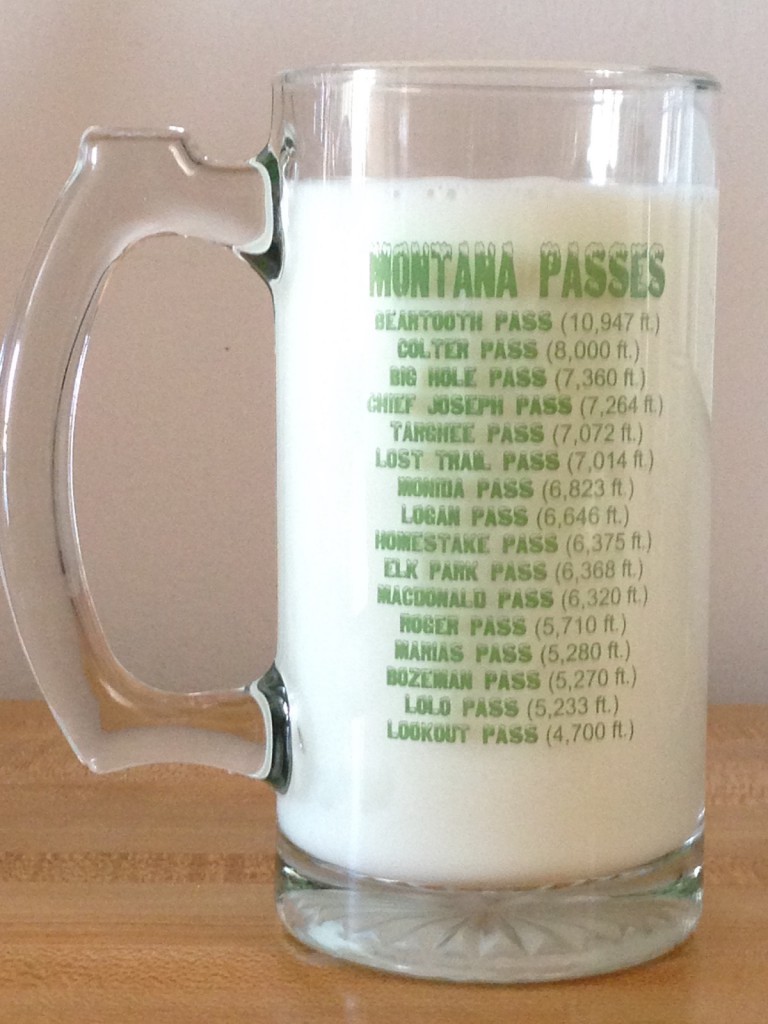 MONTANA PASSES
BEARTOOTH PASS (10,947 ft.)
COLTER PASS (8,000 ft.)
BIG HOLE PASS (7,360 ft.)
CHIEF JOSEPH PASS (7,264 ft.)
TARGHEE PASS (7,072 ft.)
LOST TRAIL PASS (7,014 ft.)
MONIDA PASS (6,823 ft.)
LOGAN PASS (6,646 ft.)
HOMESTAKE PASS (6,375 ft.)
ELK PARK PASS (6,368 ft.)
MACDONALD PASS (6,320 ft.)
ROGER PASS (5,710 ft.)
MARIAS PASS (5,280 ft.)
BOZEMAN PASS (5,270 ft.)
LOLO PASS (5,233 ft.)
LOOKOUT PASS (4,700 ft.)